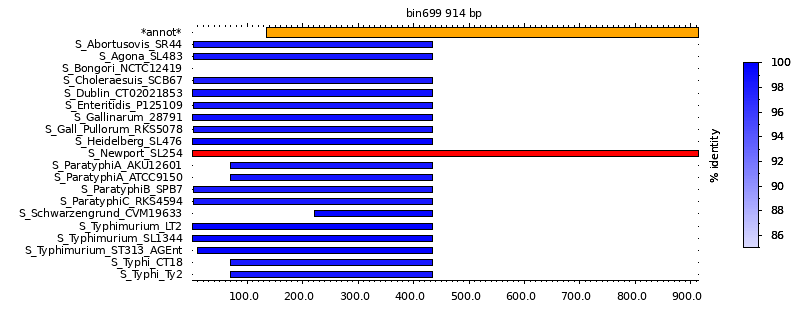 bin699 914 bp
*annot*
S_Abortusovis_SR44
S_Agona_SL483
S_Bongori_NCTC12419
S_Choleraesuis_SCB67
S_Dublin_CT02021853
S_Enteritidis_P125109
S_Gallinarum_28791
S_Gall_Pullorum_RKS5078
S_Heidelberg_SL476
S_Newport_SL254
S_ParatyphiA_AKU12601
S_ParatyphiA_ATCC9150
S_ParatyphiB_SPB7
S_ParatyphiC_RKS4594
S_Schwarzengrund_CVM19633
S_Typhimurium_LT2
S_Typhimurium_SL1344
S_Typhimurium_ST313_AGEnt
S_Typhi_CT18
S_Typhi_Ty2
100.0 200.0 300.0 400.0 500.0 600.0 700.0 800.0 900.0
% identity
100
98
96
94
92
90
88
86